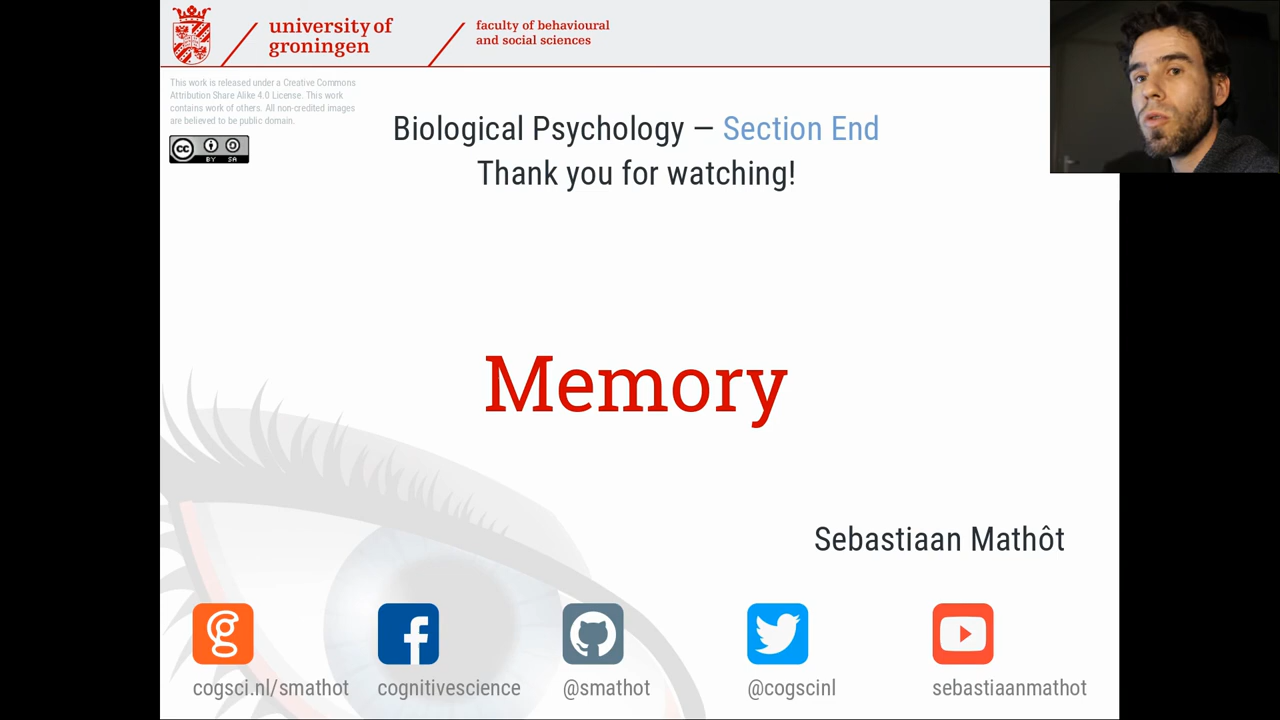 university of
groningen
faculty of behavioural
and social sciences
This work is released under a Creative Commons
Attribution Share Alike 4.0 License. This work
contains work of others. All non-credited images
are believed to be public domain.
CC
BY SA
Biological Psychology – Section End
Thank you for watching!
Memory
Sebastiaan Mathôt
cogsci.nl/smathot
cognitivescience
@smathot
@cogscinl
sebastiaanmathot